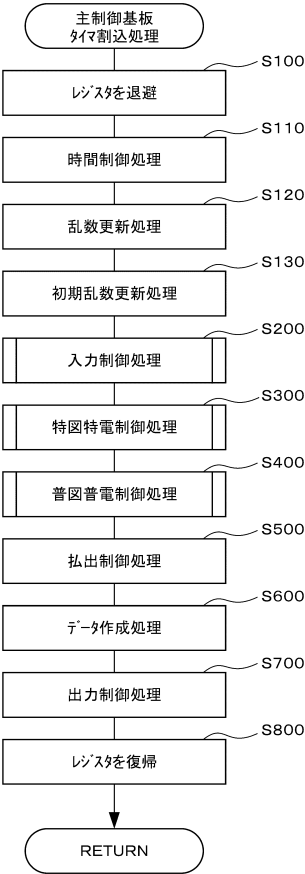 主制御基板
ﾀｲﾏ割込処理
S100
ﾚｼﾞｽﾀを退避
S110
時間制御処理
S120
乱数更新処理
S130
初期乱数更新処理
S200
入力制御処理
S300
特図特電制御処理
S400
普図普電制御処理
S500
払出制御処理
S600
ﾃﾞｰﾀ作成処理
S700
出力制御処理
S800
ﾚｼﾞｽﾀを復帰
RETURN